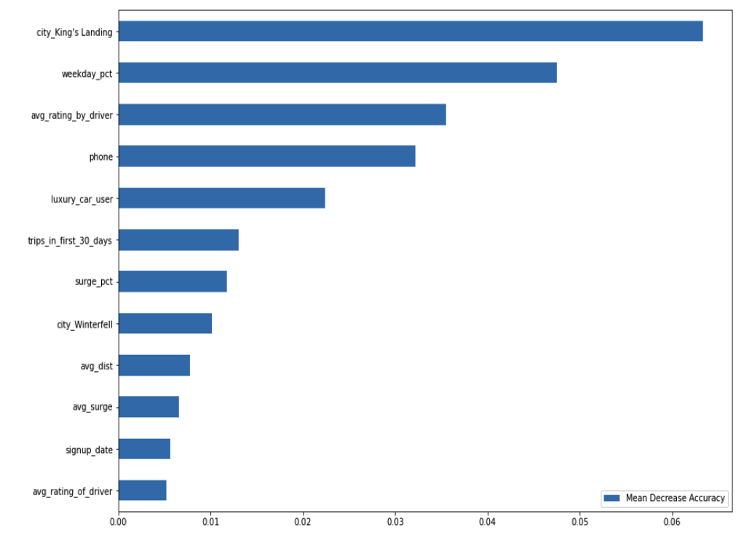 city_King's Landing
weekday_pct
avg_rating_by_driver
phone
luxury_car_user
trips_in_first_30_days
surge_pct
city_Winterfell
avg_dist
avg_surge
signup_date
avg_rating_of_driver
Mean Decrease Accuracy
0.00 0.01 0.02 0.03 0.04 0.05 0.06